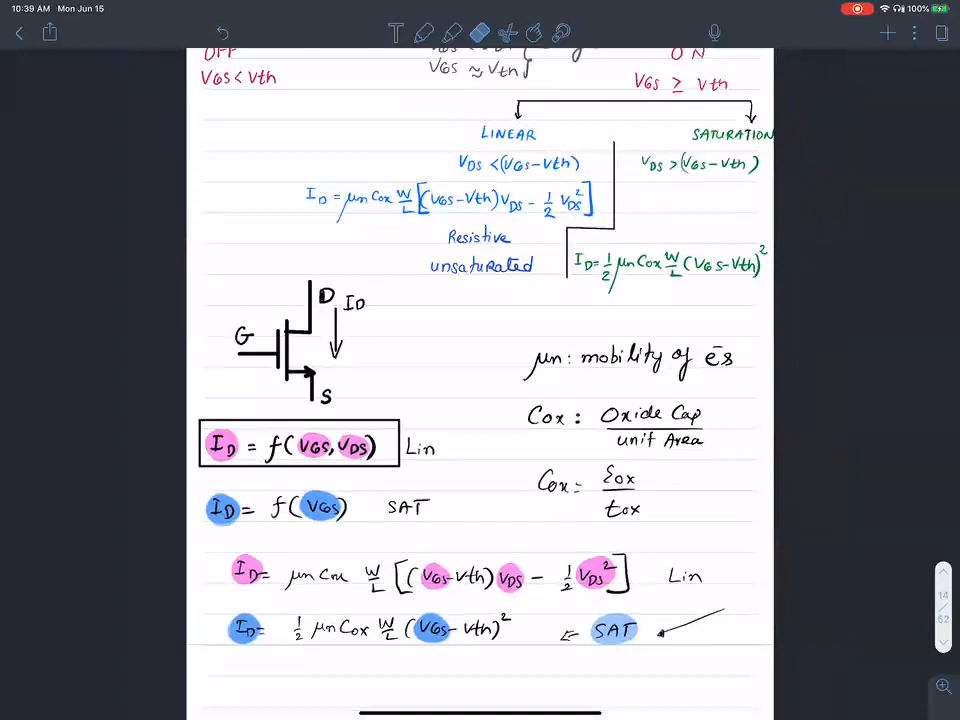 10:39 AM Mon Jun 15
100%
OFF
VGS < Vth
VGS ≈ Vth
ON
VGS ≥ Vth
LINEAR
SATURATION
VDS < (VGS-Vth)
VDS > (VGS-Vth)
ID = μn Cox W/L [(VGS-Vth)VDS - 1/2 VDS²]
Resistive
unsaturated
ID = 1/2 μn Cox W/L (VGS-Vth)²
D
ID
G
S
μn: mobility of ēs
Cox: Oxide Cap
unit Area
ID = f(VGS, VDS) Lin
Cox = εox
tox
ID = f(VGS) SAT
ID = μn Cox W/L [(VGS-Vth) VDS - 1/2 VDS²] Lin
ID = 1/2 μn Cox W/L (VGS-Vth)² ⇐ SAT
14
/
52